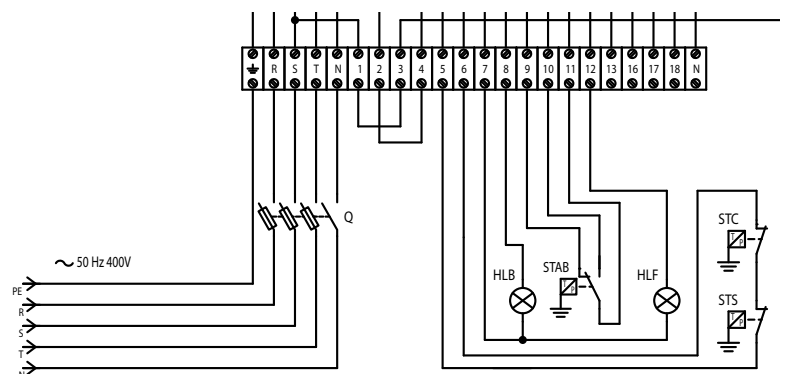 R S T N 1 2 3 4 5 6 7 8 9 10 11 12 13 16 17 18 N
Q
STC
T P
50 Hz 400V
HLB
STAB
T P
HLF
STS
T P
PE
R
S
T
N